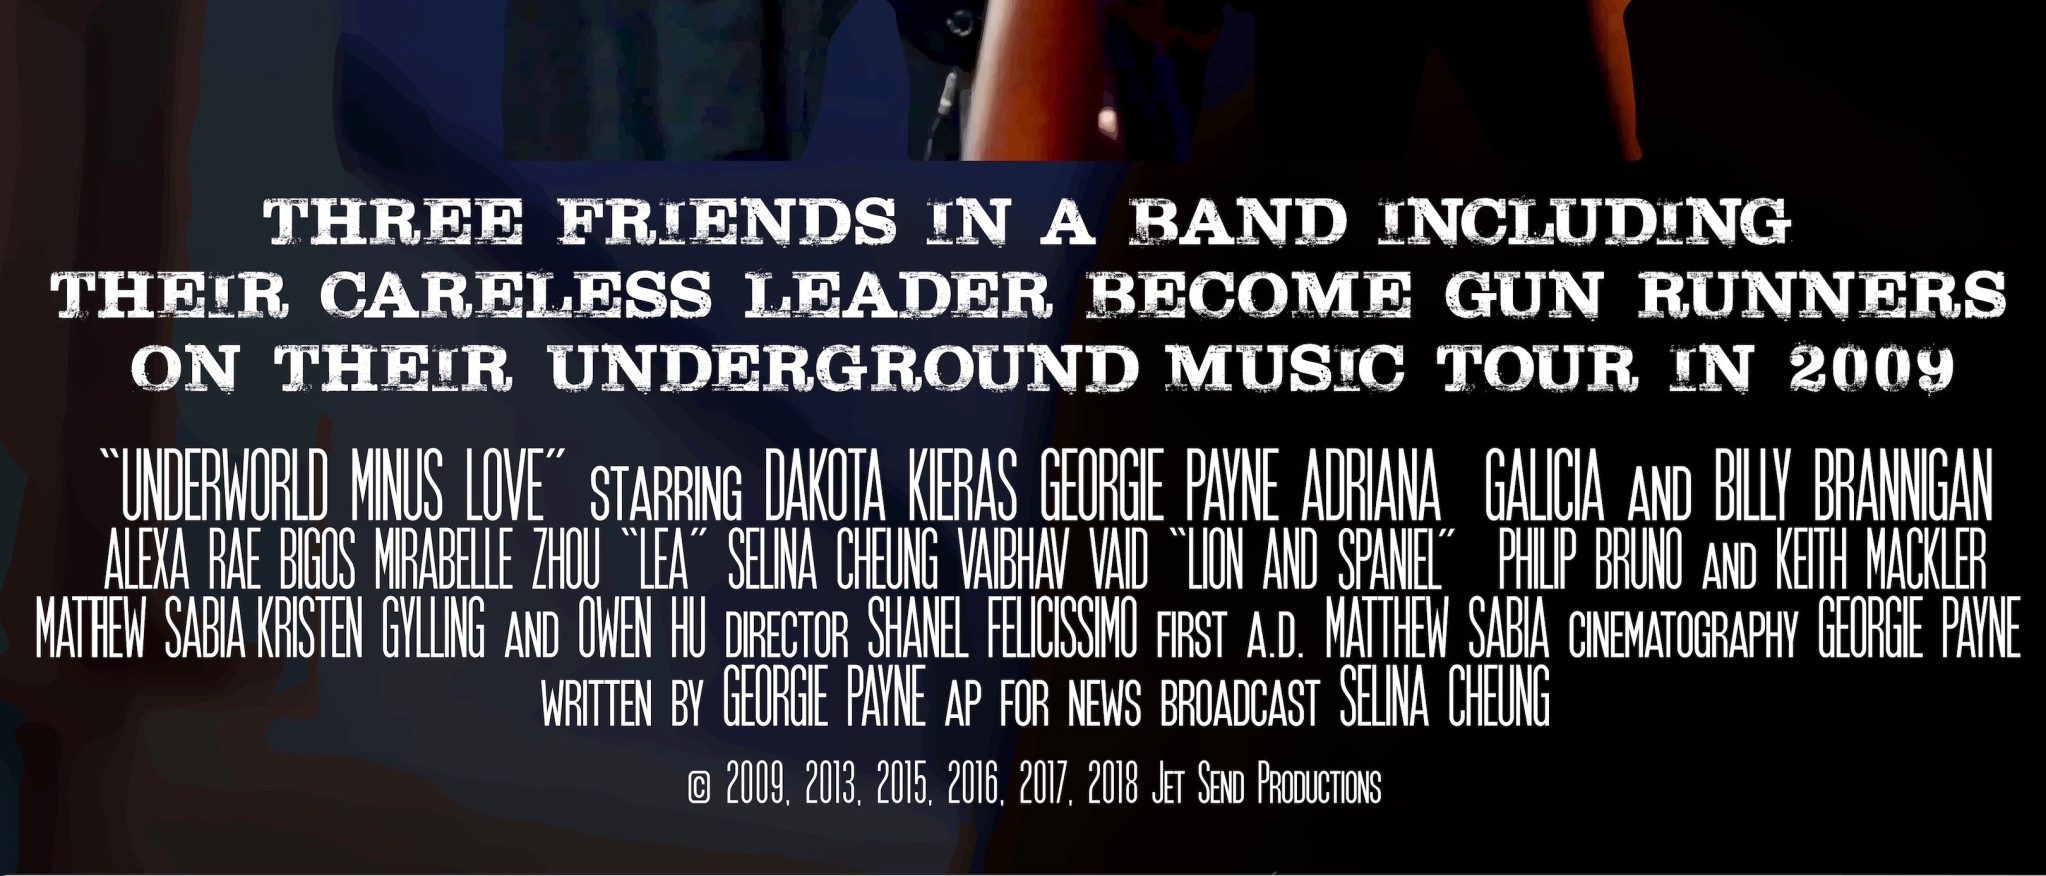 THREE FRIENDS IN A BAND INCLUDING
THEIR CARELESS LEADER BECOME GUN RUNNERS
ON THEIR UNDERGROUND MUSIC TOUR IN 2009
“UNDERWORLD MINUS LOVE” STARRING DAKOTA KIERAS GEORGIE PAYNE ADRIANA GALICIA AND BILLY BRANNIGAN
ALEXA RAE BIGOS MIRABELLE ZHOU “LEA” SELINA CHEUNG VAIBHAV VAID “LION AND SPANIEL” PHILIP BRUNO AND KEITH MACKLER
MATTHEW SABIA KRISTEN GYLLING AND OWEN HU DIRECTOR SHANEL FELICISSIMO FIRST A.D. MATTHEW SABIA CINEMATOGRAPHY GEORGIE PAYNE
WRITTEN BY GEORGIE PAYNE AP FOR NEWS BROADCAST SELINA CHEUNG
© 2009, 2013, 2015, 2016, 2017, 2018 JET SEND PRODUCTIONS